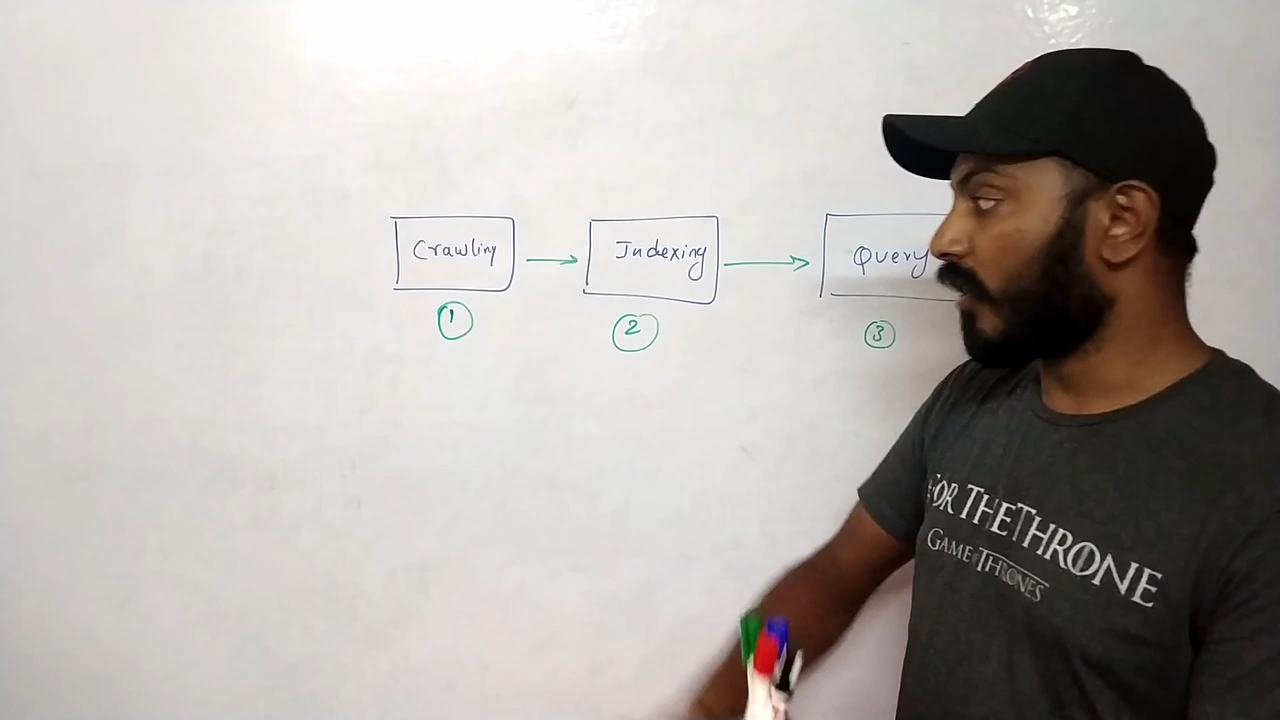 Crawling
Indexing
Query
1
2
3
FOR THE THRONE
GAME OF THRONES